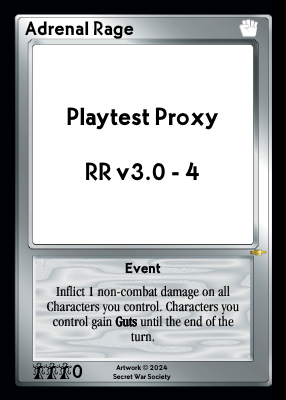 Adrenal Rage
Playtest Proxy
RR v3.0 - 4
Event
Inflict 1 non-combat damage on all
Characters you control. Characters you
control gain Guts until the end of the
turn.
0
Artwork © 2024
Secret War Society